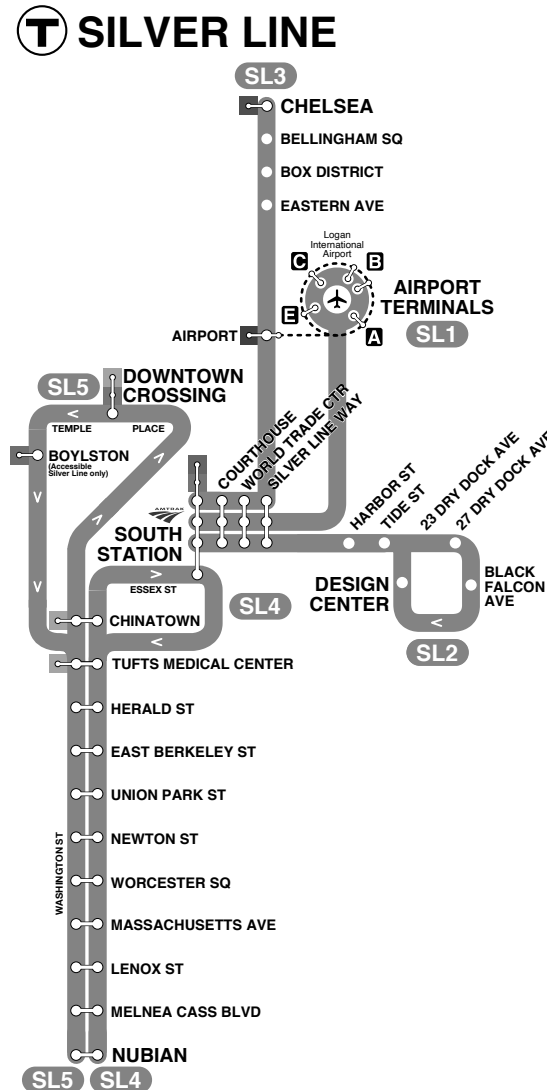 T SILVER LINE
SL3
CHELSEA
BELLINGHAM SQ
BOX DISTRICT
EASTERN AVE
Logan
International
Airport
C
B
E
A
AIRPORT
TERMINALS
SL1
AIRPORT
SL5
DOWNTOWN
CROSSING
TEMPLE PLACE
BOYLSTON
(Accessible
Silver Line only)
COURTHOUSE
WORLD TRADE CTR
SILVER LINE WAY
HARBOR ST
TIDE ST
23 DRY DOCK AVE
27 DRY DOCK AVE
AMTRAK
SOUTH
STATION
ESSEX ST
SL4
DESIGN
CENTER
BLACK
FALCON
AVE
SL2
CHINATOWN
TUFTS MEDICAL CENTER
HERALD ST
EAST BERKELEY ST
UNION PARK ST
NEWTON ST
WASHINGTON ST
WORCESTER SQ
MASSACHUSETTS AVE
LENOX ST
MELNEA CASS BLVD
NUBIAN
SL5 SL4